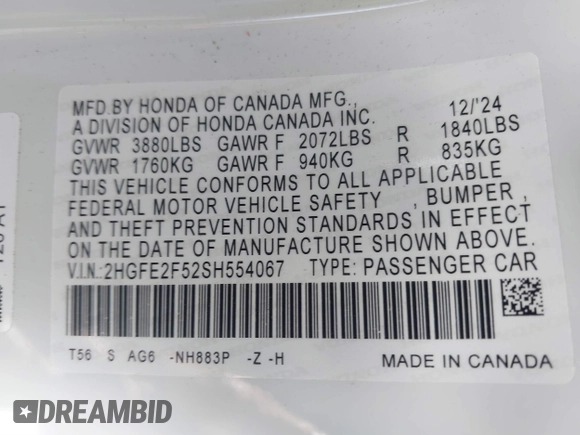 MFD.BY HONDA OF CANADA MFG., 12/'24
A DIVISION OF HONDA CANADA INC.
GVWR 3880LBS GAWR F 2072LBS R 1840LBS
GVWR 1760KG GAWR F 940KG R 835KG
THIS VEHICLE CONFORMS TO ALL APPLICABLE
FEDERAL MOTOR VEHICLE SAFETY , BUMPER ,
AND THEFT PREVENTION STANDARDS IN EFFECT
ON THE DATE OF MANUFACTURE SHOWN ABOVE.
V.I.N.:2HGFE2F52SH554067 TYPE: PASSENGER CAR
T56 S AG6 -NH883P -Z -H
MADE IN CANADA
DREAMBID